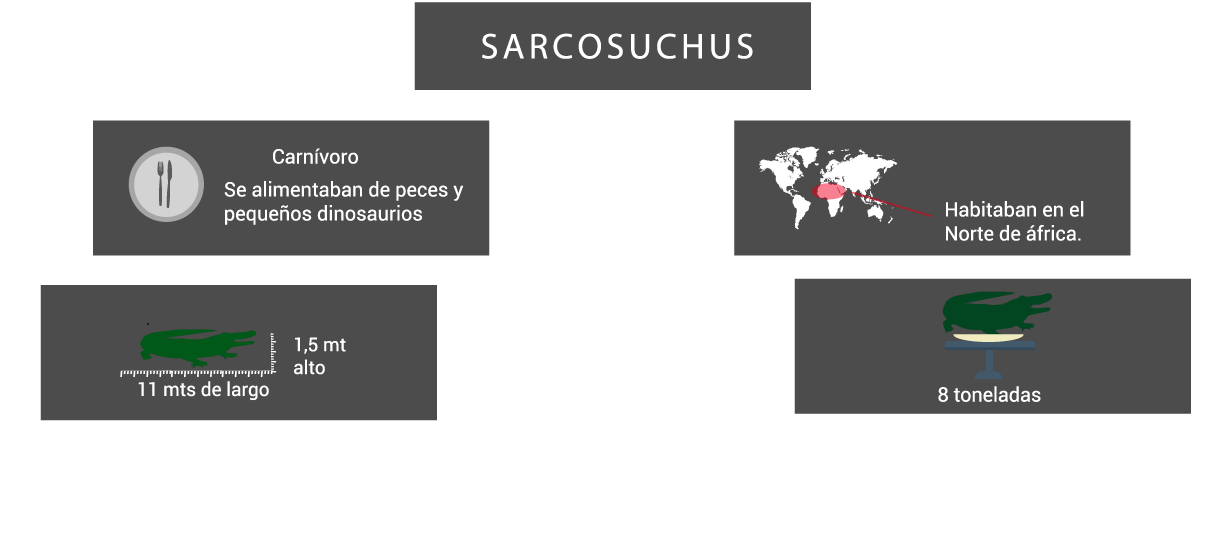 SARCOSUCHUS
Carnívoro
Se alimentaban de peces y
pequeños dinosaurios
Habitaban en el
Norte de áfrica.
1,5 mt
alto
11 mts de largo
8 toneladas